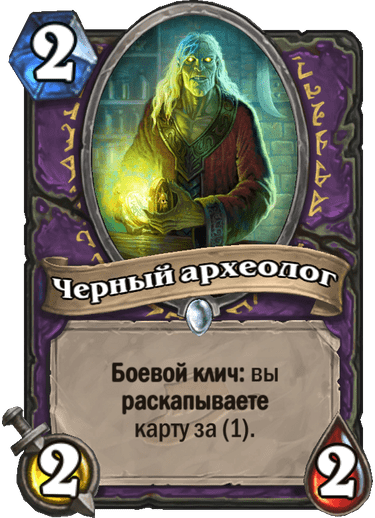 2
Черный археолог
Боевой клич: вы
раскапываете
карту за (1).
2
2